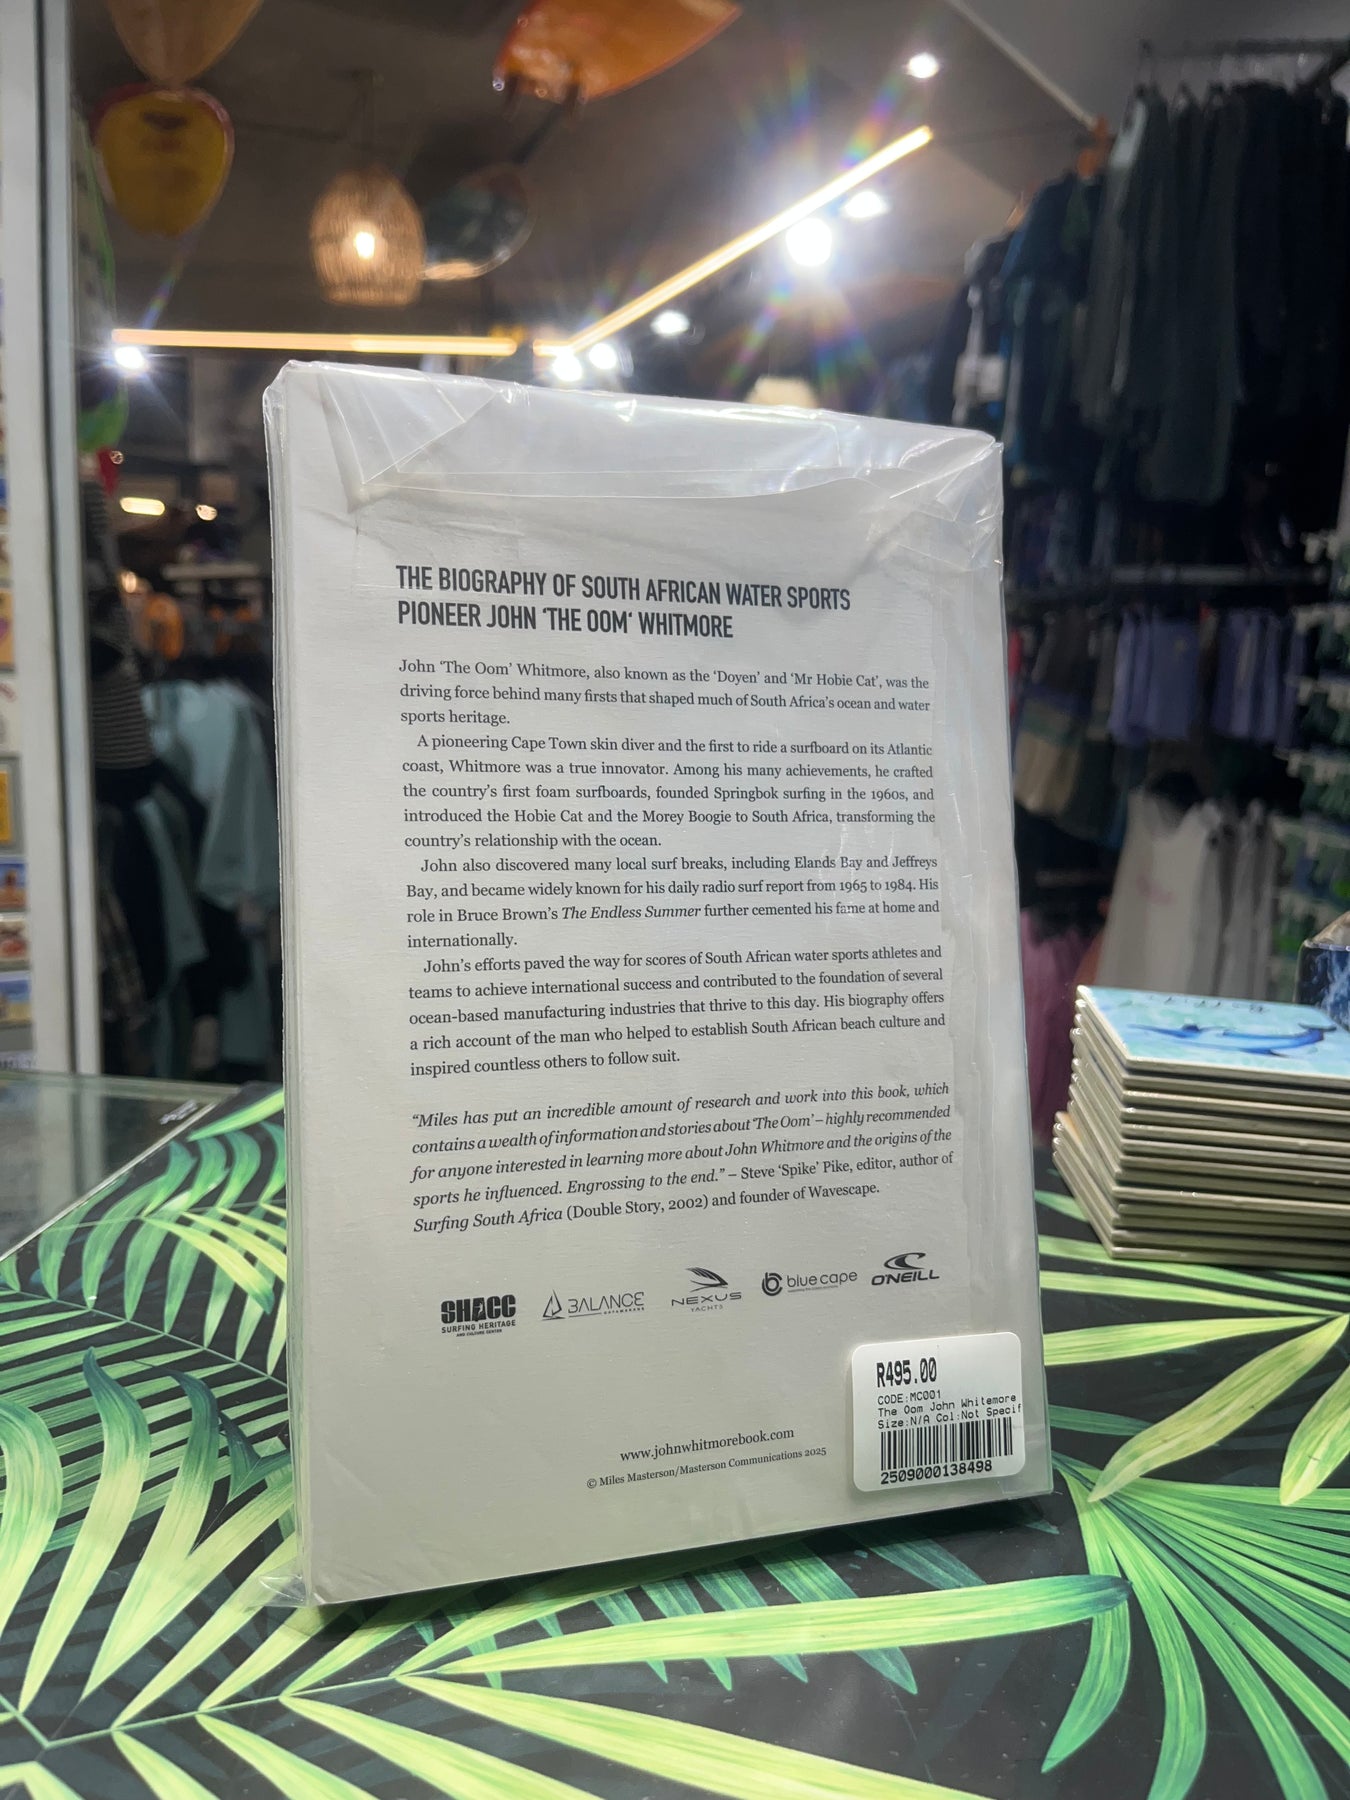 THE BIOGRAPHY OF SOUTH AFRICAN WATER SPORTS
PIONEER JOHN ‘THE OOM‘ WHITMORE
John ‘The Oom’ Whitmore, also known as the ‘Doyen’ and ‘Mr Hobie Cat’, was the
driving force behind many firsts that shaped much of South Africa’s ocean and water
sports heritage.
A pioneering Cape Town skin diver and the first to ride a surfboard on its Atlantic
coast, Whitmore was a true innovator. Among his many achievements, he crafted
the country’s first foam surfboards, founded Springbok surfing in the 1960s, and
introduced the Hobie Cat and the Morey Boogie to South Africa, transforming the
country’s relationship with the ocean.
John also discovered many local surf breaks, including Elands Bay and Jeffreys
Bay, and became widely known for his daily radio surf report from 1965 to 1984. His
role in Bruce Brown’s The Endless Summer further cemented his fame at home and
internationally.
John’s efforts paved the way for scores of South African water sports athletes and
teams to achieve international success and contributed to the foundation of several
ocean-based manufacturing industries that thrive to this day. His biography offers
a rich account of the man who helped to establish South African beach culture and
inspired countless others to follow suit.
“Miles has put an incredible amount of research and work into this book, which
contains a wealth of information and stories about ‘The Oom’ – highly recommended
for anyone interested in learning more about John Whitmore and the origins of the
sports he influenced. Engrossing to the end.” – Steve ‘Spike’ Pike, editor, author of
Surfing South Africa (Double Story, 2002) and founder of Wavescape.
SHACC
SURFING HERITAGE
AND CULTURE CENTER
BALANCE
NEXUS
YACHTS
blue cape
O'NEILL
R495.00
CODE:MC001
The Oom John Whitemore
Size:N/A Col:Not Specif
2509000138498
www.johnwhitmorebook.com
© Miles Masterson/Masterson Communications 2025